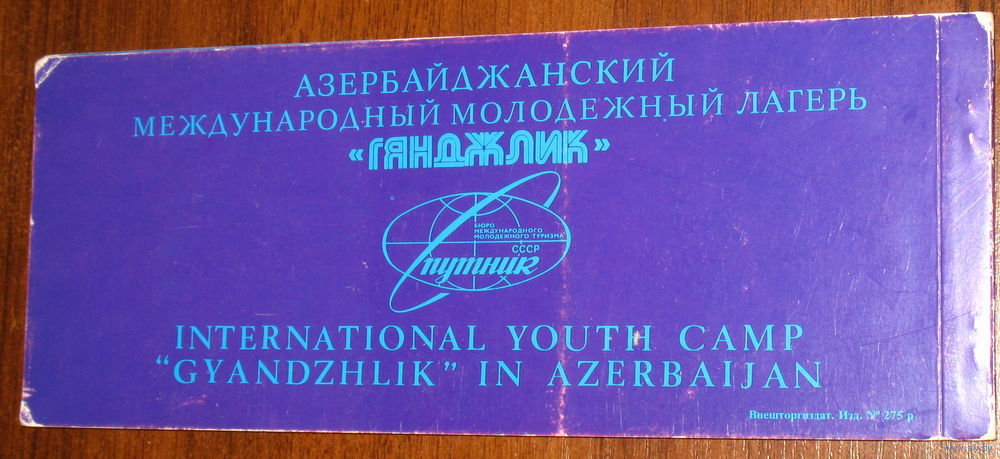 АЗЕРБАЙДЖАНСКИЙ
МЕЖДУНАРОДНЫЙ МОЛОДЕЖНЫЙ ЛАГЕРЬ
«ГЯНДЖЛИК»
БЮРО
МЕЖДУНАРОДНОГО
МОЛОДЕЖНОГО ТУРИЗМА
СССР
Спутник
INTERNATIONAL YOUTH CAMP
“GYANDZHLIK” IN AZERBAIJAN
Внешторгиздат. Изд. № 275 р